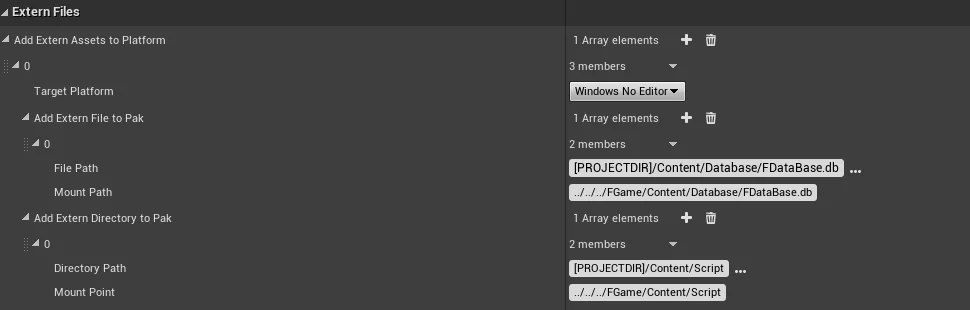 Extern Files
Add Extern Assets to Platform 1 Array elements
0 3 members
Target Platform Windows No Editor
Add Extern File to Pak 1 Array elements
0 2 members
File Path [PROJECTDIR]/Content/Database/FDataBase.db ...
Mount Path ../../../FGame/Content/Database/FDataBase.db
Add Extern Directory to Pak 1 Array elements
0 2 members
Directory Path [PROJECTDIR]/Content/Script ...
Mount Point ../../../FGame/Content/Script